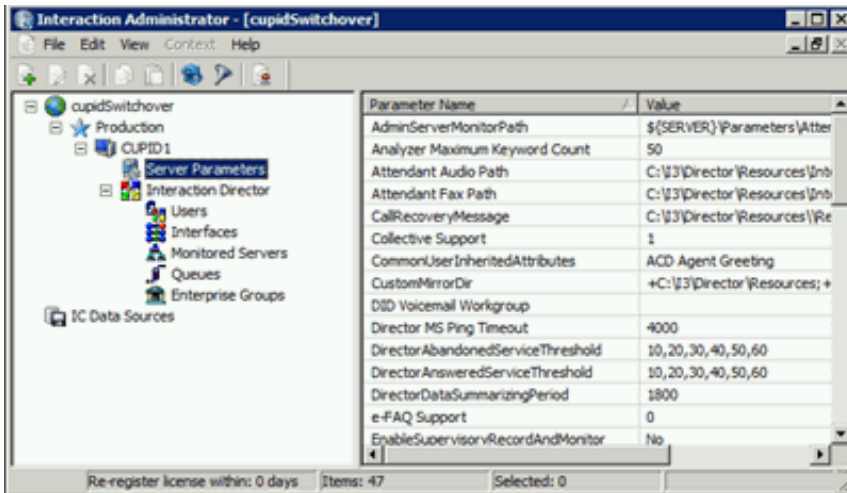 Interaction Administrator - [cupidSwitchover]
File Edit View Context Help
cupidSwitchover
Production
CUPID1
Server Parameters
Interaction Director
Users
Interfaces
Monitored Servers
Queues
Enterprise Groups
IC Data Sources
Parameter Name Value
AdminServerMonitorPath ${SERVER}\Parameters\Atter
Analyzer Maximum Keyword Count 50
Attendant Audio Path C:\I3\Director\Resources\Int
Attendant Fax Path C:\I3\Director\Resources\Int
CallRecoveryMessage C:\I3\Director\Resources\\Re
Collective Support 1
CommonUserInheritedAttributes ACD Agent Greeting
CustomMirrorDir +C:\I3\Director\Resources;+
DID Voicemail Workgroup
Director MS Ping Timeout 4000
DirectorAbandonedServiceThreshold 10,20,30,40,50,60
DirectorAnsweredServiceThreshold 10,20,30,40,50,60
DirectorDataSummarizingPeriod 1800
e-FAQ Support 0
EnableSupervisoryRecordAndMonitor No
Re-register license within: 0 days Items: 47 Selected: 0